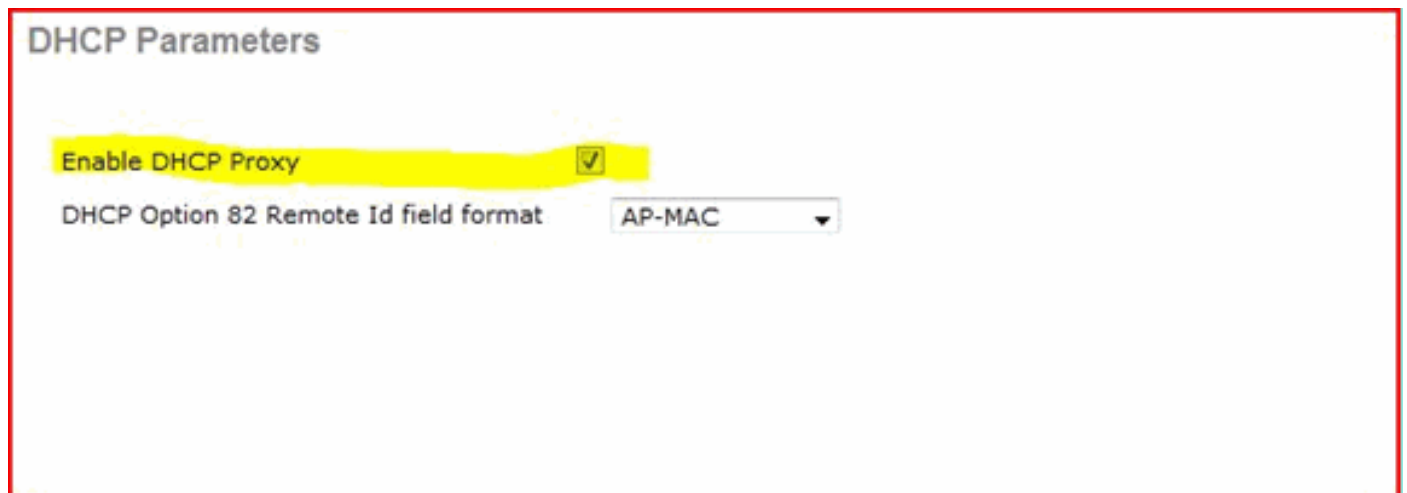 DHCP Parameters
Enable DHCP Proxy
DHCP Option 82 Remote Id field format AP-MAC